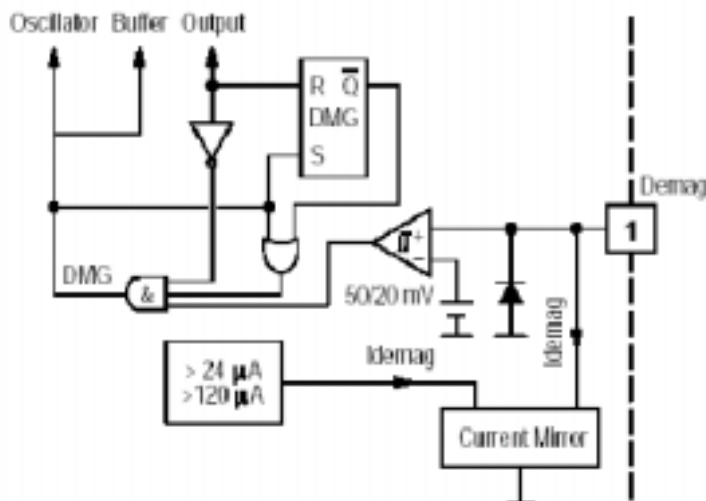 Oscillator Buffer Output
R Q̅
DMG
S
Demag
1
+
−
DMG
&
50/20 mV
Idemag
Idemag
> 24 µA
>120 µA
Current Mirror